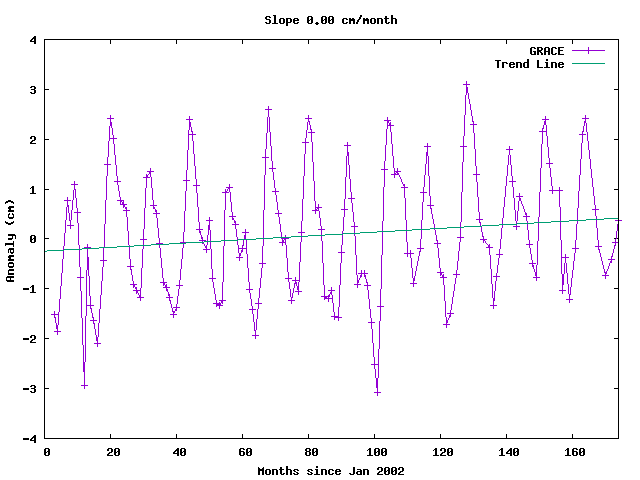 Slope 0.00 cm/month
GRACE
Trend Line
4
3
2
1
0
-1
-2
-3
-4
Anomaly (cm)
0 20 40 60 80 100 120 140 160
Months since Jan 2002